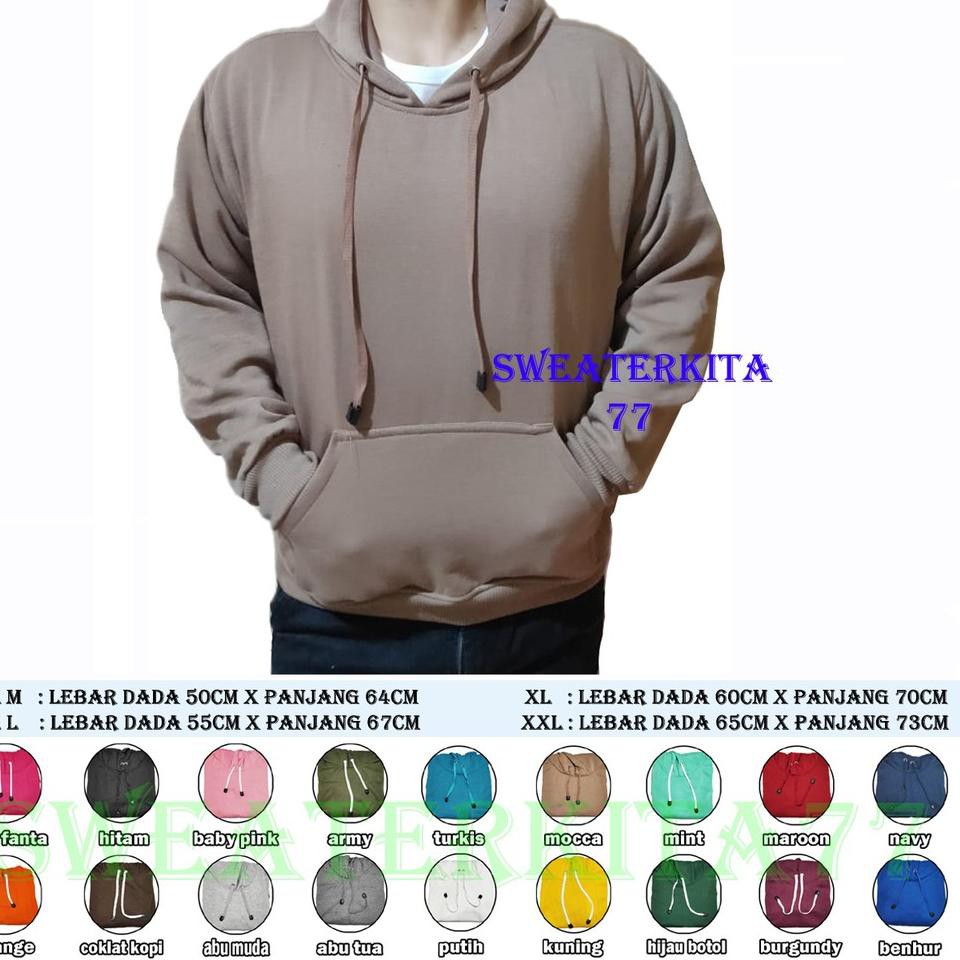 SWEATERKITA
77
M : LEBAR DADA 50CM X PANJANG 64CM
XL : LEBAR DADA 60CM X PANJANG 70CM
L : LEBAR DADA 55CM X PANJANG 67CM
XXL : LEBAR DADA 65CM X PANJANG 73CM
SWEATERKITA77
fanta hitam baby pink army turkis mocca mint maroon navy
coklat kopi abu muda abu tua putih kuning hijau botol burgundy benhur